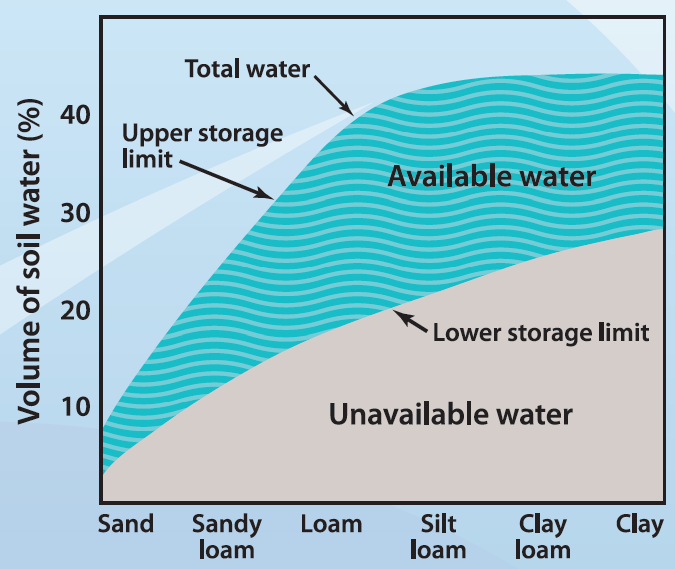 Volume of soil water (%)
40
30
20
10
Total water
Upper storage
limit
Available water
Lower storage limit
Unavailable water
Sand
Sandy
loam
Loam
Silt
loam
Clay
loam
Clay